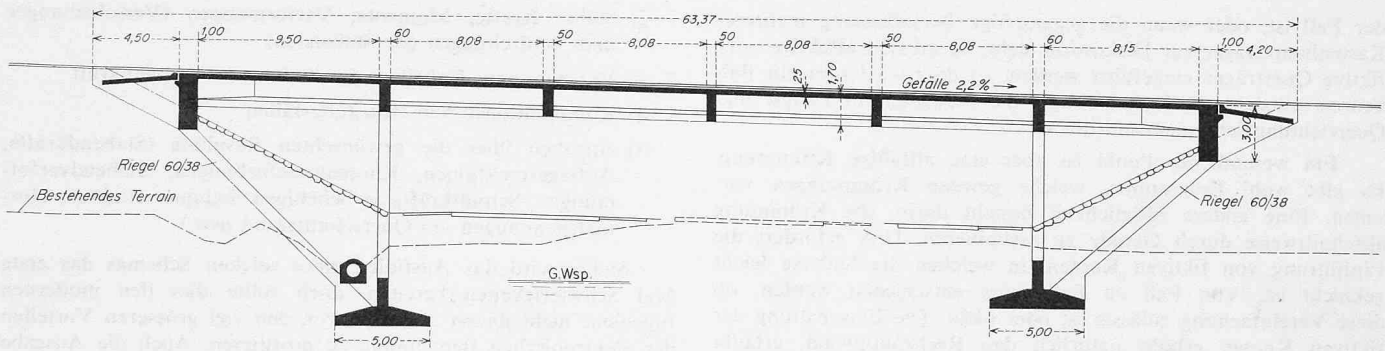 63,37
4,50 1,00 9,50 60 8,08 50 8,08 50 8,08 50 8,08 60 8,15 1,00 4,20
25 1,70 Gefälle 2,2% →
3,00
Riegel 60/38
Riegel 60/38
Bestehendes Terrain
G.Wsp.
5,00
5,00